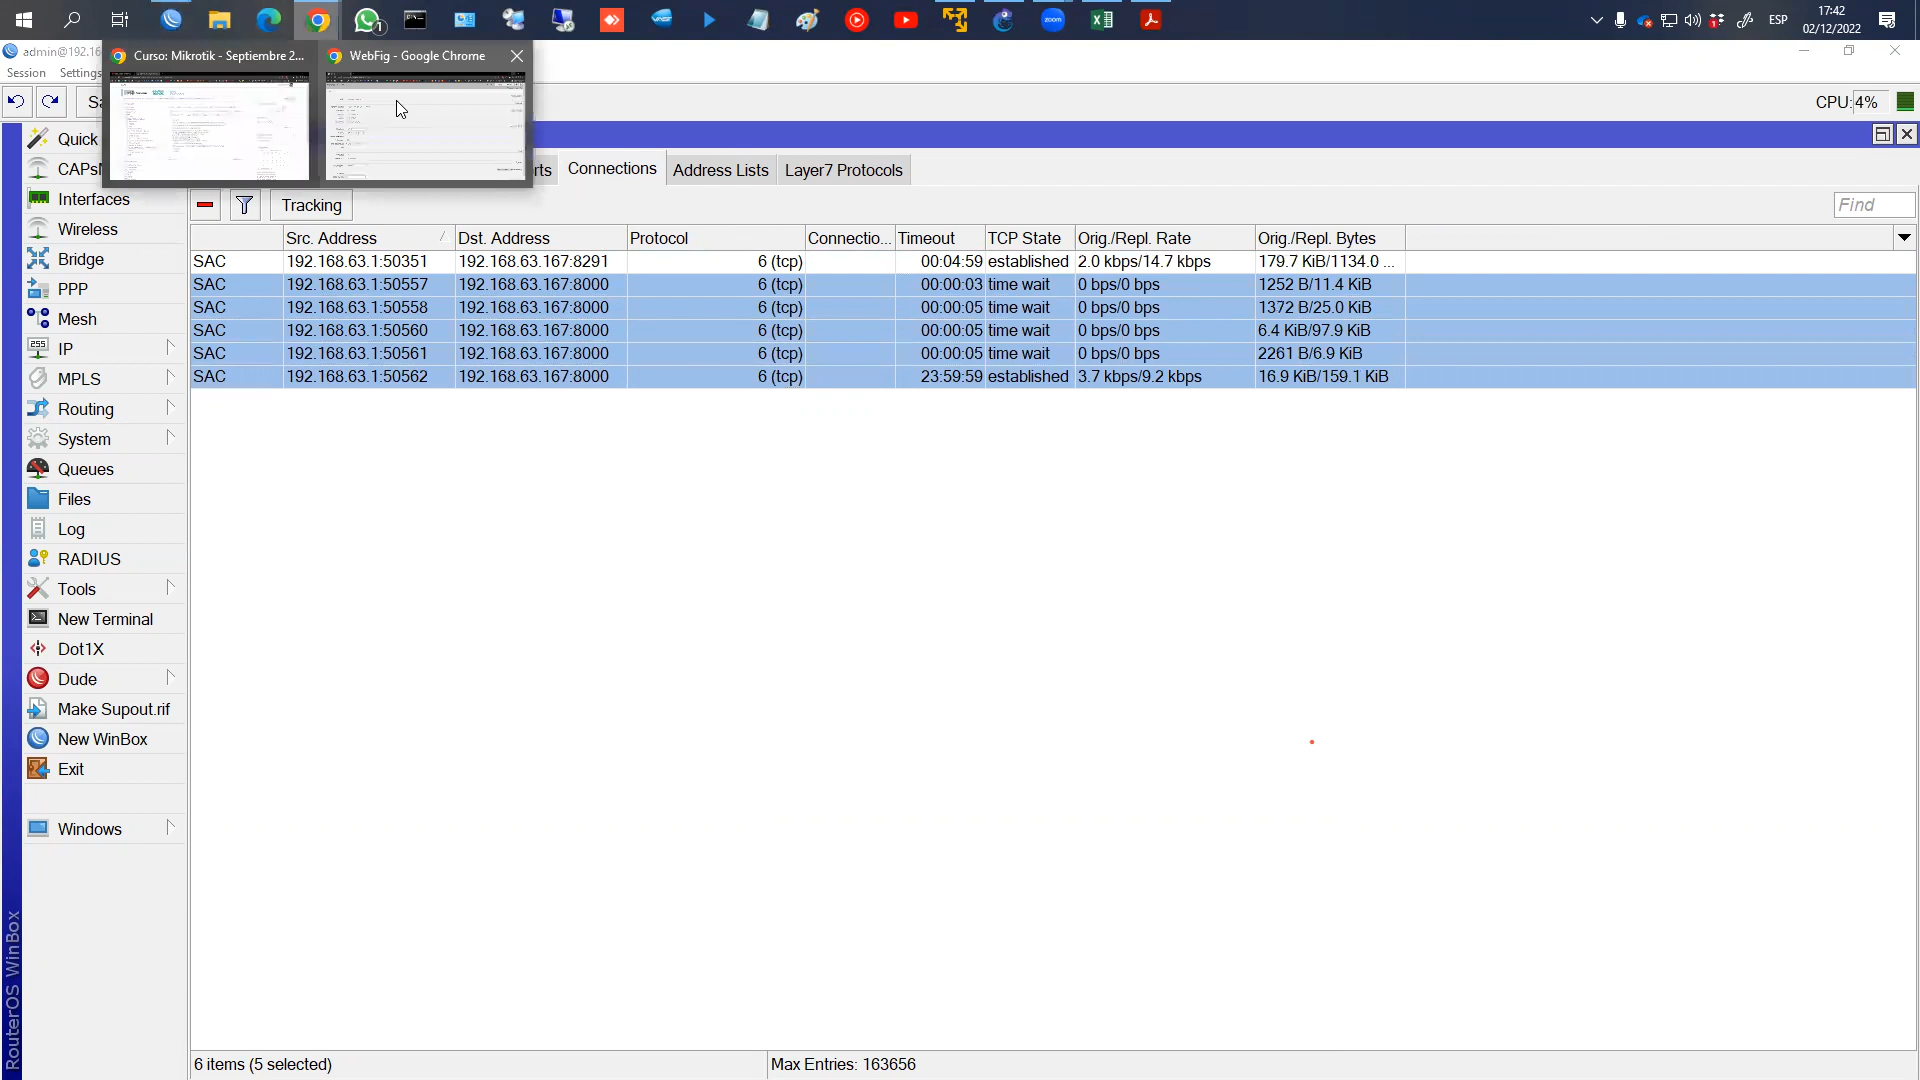 ESP
17:42
02/12/2022
1
admin@192.16
Curso: Mikrotik - Septiembre 2...
WebFig - Google Chrome
Session
Settings
CPU:
4%
Quick
CAPs
Interfaces
Wireless
Bridge
PPP
Mesh
IP
MPLS
Routing
System
Queues
Files
Log
RADIUS
Tools
New Terminal
Dot1X
Dude
Make Supout.rif
New WinBox
Exit
Windows
RouterOS WinBox
rts
Connections
Address Lists
Layer7 Protocols
Tracking
Find
Src. Address Dst. Address Protocol Connectio... Timeout TCP State Orig./Repl. Rate Orig./Repl. Bytes
SAC 192.168.63.1:50351 192.168.63.167:8291 6 (tcp) 00:04:59 established 2.0 kbps/14.7 kbps 179.7 KiB/1134.0 ...
SAC 192.168.63.1:50557 192.168.63.167:8000 6 (tcp) 00:00:03 time wait 0 bps/0 bps 1252 B/11.4 KiB
SAC 192.168.63.1:50558 192.168.63.167:8000 6 (tcp) 00:00:05 time wait 0 bps/0 bps 1372 B/25.0 KiB
SAC 192.168.63.1:50560 192.168.63.167:8000 6 (tcp) 00:00:05 time wait 0 bps/0 bps 6.4 KiB/97.9 KiB
SAC 192.168.63.1:50561 192.168.63.167:8000 6 (tcp) 00:00:05 time wait 0 bps/0 bps 2261 B/6.9 KiB
SAC 192.168.63.1:50562 192.168.63.167:8000 6 (tcp) 23:59:59 established 3.7 kbps/9.2 kbps 16.9 KiB/159.1 KiB
6 items (5 selected)
Max Entries: 163656